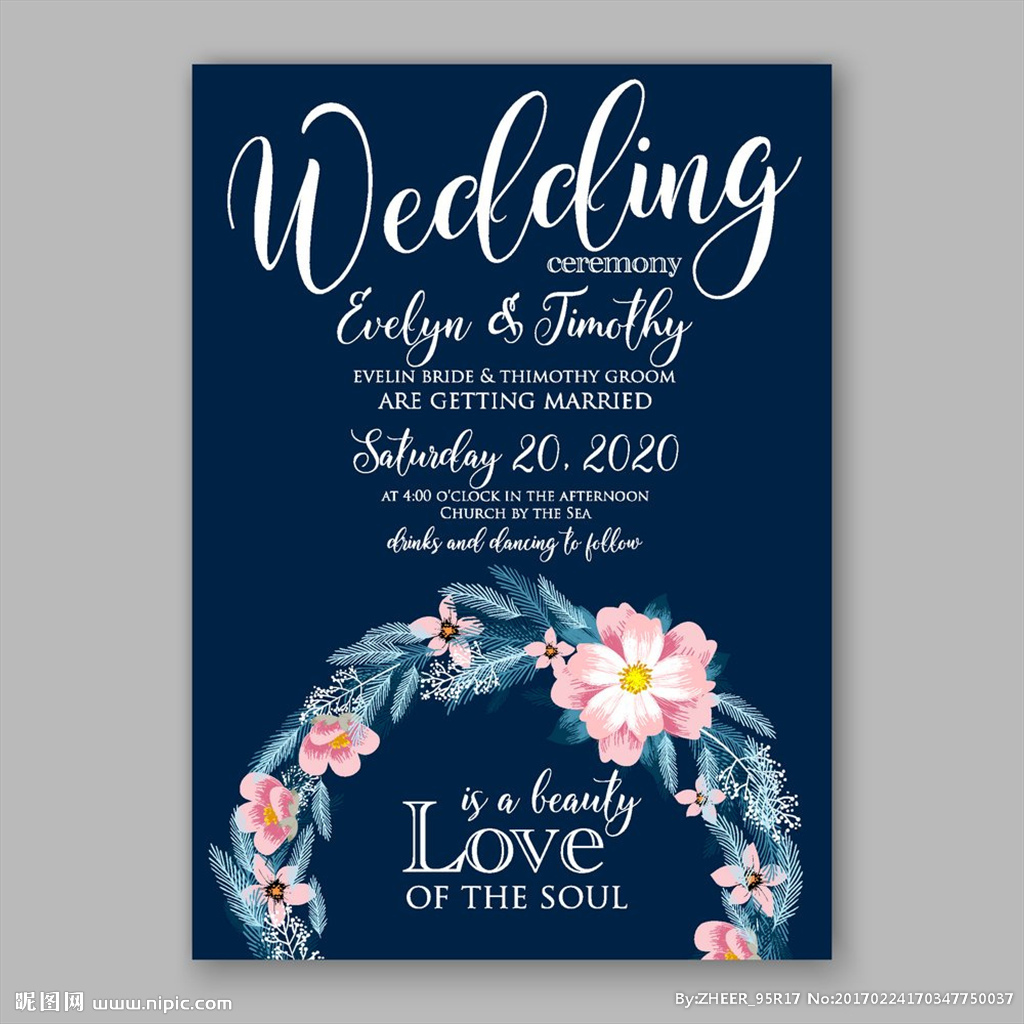 Wedding
ceremony
Evelyn & Timothy
EVELIN BRIDE & THIMOTHY GROOM
ARE GETTING MARRIED
Saturday 20, 2020
AT 4:00 O'CLOCK IN THE AFTERNOON
CHURCH BY THE SEA
drinks and dancing to follow
is a beauty
LOVE
OF THE SOUL
昵图网 www.nipic.com
By:ZHEER_95R17 No:20170224170347750037